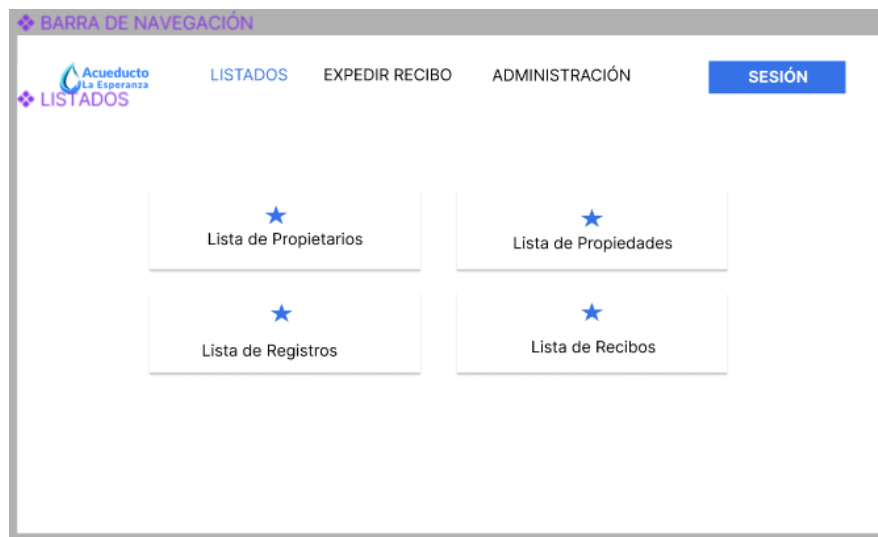 BARRA DE NAVEGACIÓN
Acueducto
La Esperanza
LISTADOS
EXPEDIR RECIBO
ADMINISTRACIÓN
SESIÓN
LISTADOS
Lista de Propietarios
Lista de Propiedades
Lista de Registros
Lista de Recibos